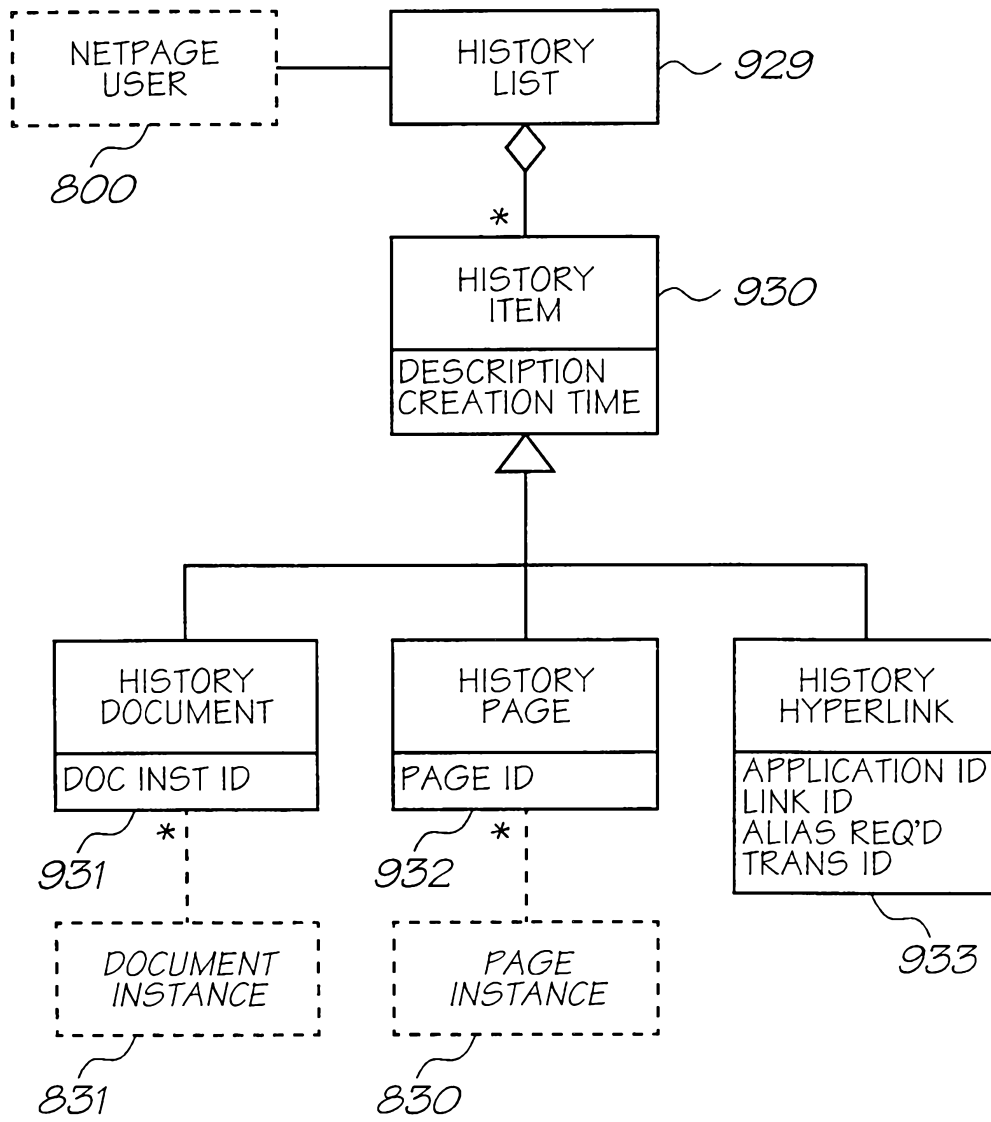 NETPAGE
USER
800
HISTORY
LIST
929
*
HISTORY
ITEM
930
DESCRIPTION
CREATION TIME
HISTORY
DOCUMENT
DOC INST ID
931
*
HISTORY
PAGE
PAGE ID
932
*
HISTORY
HYPERLINK
APPLICATION ID
LINK ID
ALIAS REQ'D
TRANS ID
933
DOCUMENT
INSTANCE
831
PAGE
INSTANCE
830